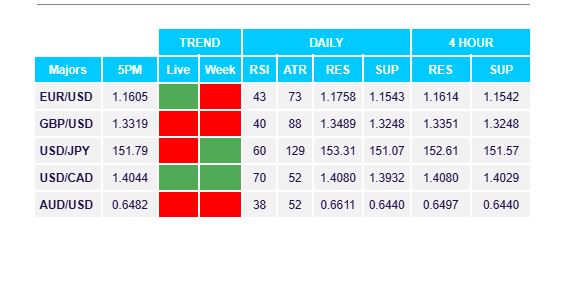 TREND DAILY 4 HOUR
Majors 5PM Live Week RSI ATR RES SUP RES SUP
EUR/USD 1.1605 43 73 1.1758 1.1543 1.1614 1.1542
GBP/USD 1.3319 40 88 1.3489 1.3248 1.3351 1.3248
USD/JPY 151.79 60 129 153.31 151.07 152.61 151.57
USD/CAD 1.4044 70 52 1.4080 1.3932 1.4080 1.4029
AUD/USD 0.6482 38 52 0.6611 0.6440 0.6497 0.6440